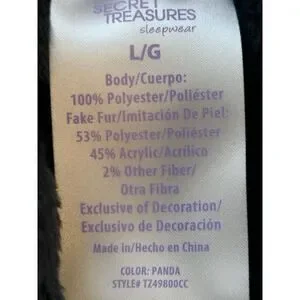 SECRET
TREASURES
sleepwear
L/G
Body/Cuerpo:
100% Polyester/Poliéster
Fake Fur/Imitación De Piel:
53% Polyester/Poliéster
45% Acrylic/Acrílico
2% Other Fiber/
Otra Fibra
Exclusive of Decoration/
Exclusivo de Decoración
Made in/Hecho en China
COLOR: PANDA
STYLE# TZ49800CC